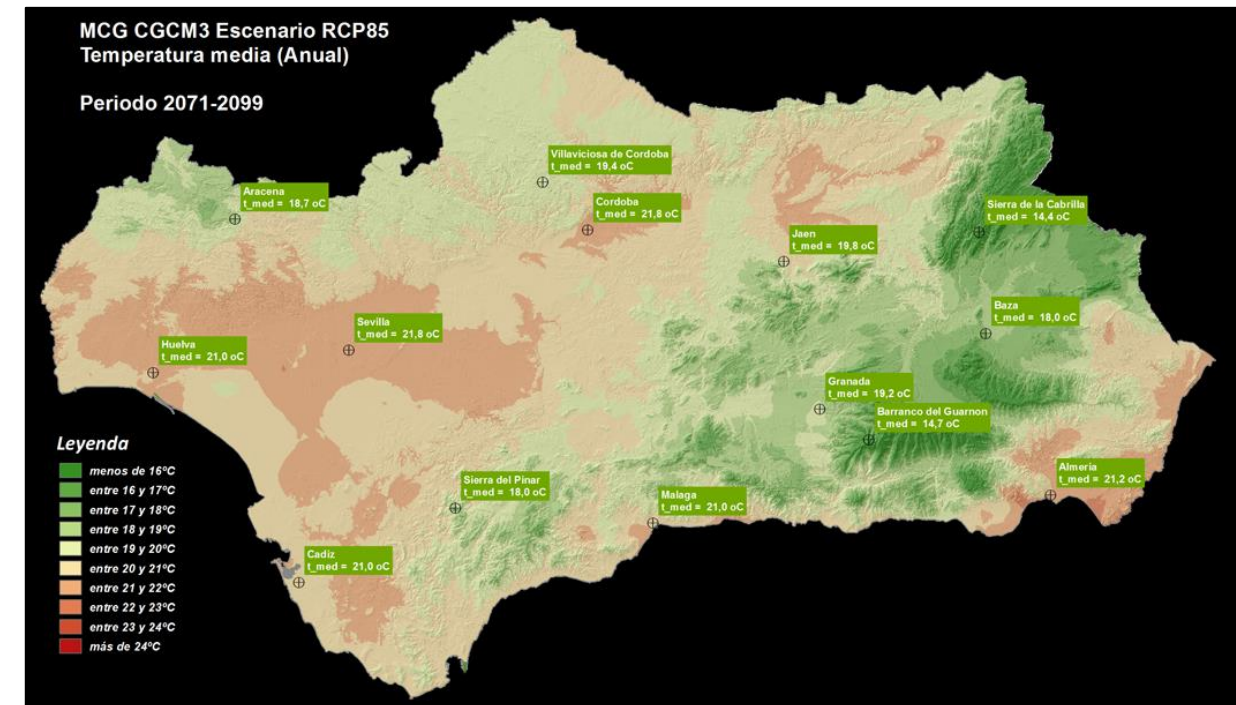 MCG CGCM3 Escenario RCP85
Temperatura media (Anual)
Periodo 2071-2099
Villaviciosa de Cordoba
t_med = 19,4 oC
Aracena
t_med = 18,7 oC
Cordoba
t_med = 21,8 oC
Sierra de la Cabrilla
t_med = 14,4 oC
Jaen
t_med = 19,8 oC
Baza
t_med = 18,0 oC
Sevilla
t_med = 21,8 oC
Huelva
t_med = 21,0 oC
Granada
t_med = 19,2 oC
Barranco del Guarnon
t_med = 14,7 oC
Sierra del Pinar
t_med = 18,0 oC
Malaga
t_med = 21,0 oC
Almeria
t_med = 21,2 oC
Cadiz
t_med = 21,0 oC
Leyenda
menos de 16ºC
entre 16 y 17ºC
entre 17 y 18ºC
entre 18 y 19ºC
entre 19 y 20ºC
entre 20 y 21ºC
entre 21 y 22ºC
entre 22 y 23ºC
entre 23 y 24ºC
más de 24ºC